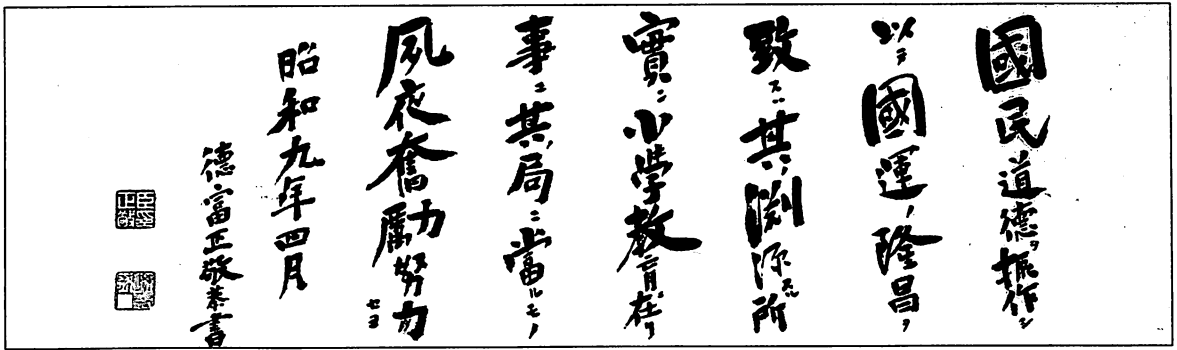 國民道德ヲ振作シ
以テ國運ノ隆昌ヲ
致スハ其ノ淵源スル所
實ニ小學教育ニ在リ
事ニ其ノ局ニ當ルモノ
夙夜奮勵努力セヨ
昭和九年四月
德富正敬恭書